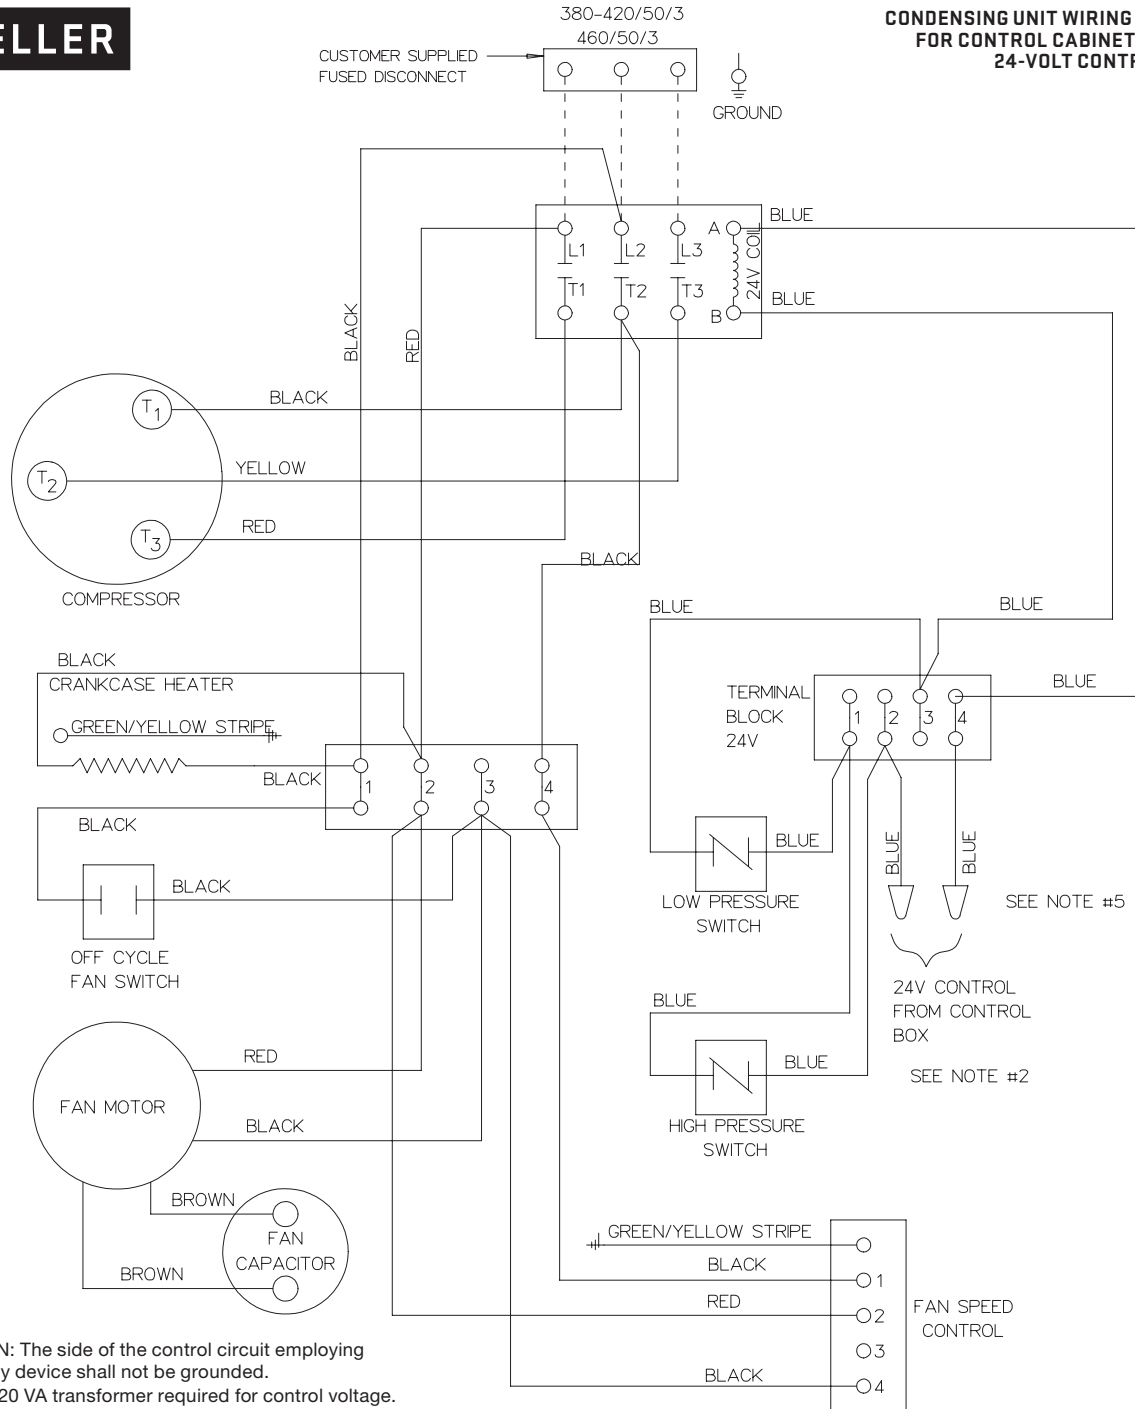 ELLER
380-420/50/3
460/50/3
CUSTOMER SUPPLIED
FUSED DISCONNECT
GROUND
CONDENSING UNIT WIRING
FOR CONTROL CABINET
24-VOLT CONTR
BLACK
RED
L1
L2
L3
A
T1
T2
T3
B
24V COIL
BLUE
BLUE
T1
BLACK
T2
YELLOW
T3
RED
COMPRESSOR
BLACK
BLUE
BLUE
BLACK
CRANKCASE HEATER
GREEN/YELLOW STRIPE
BLACK
1
2
3
4
TERMINAL
BLOCK
24V
1
2
3
4
BLUE
BLACK
BLACK
OFF CYCLE
FAN SWITCH
BLUE
LOW PRESSURE
SWITCH
BLUE
BLUE
SEE NOTE #5
24V CONTROL
FROM CONTROL
BOX
SEE NOTE #2
BLUE
BLUE
HIGH PRESSURE
SWITCH
FAN MOTOR
RED
BLACK
BROWN
BROWN
FAN
CAPACITOR
GREEN/YELLOW STRIPE
BLACK
1
RED
2
3
BLACK
4
FAN SPEED
CONTROL
N: The side of the control circuit employing
y device shall not be grounded.
20 VA transformer required for control voltage.